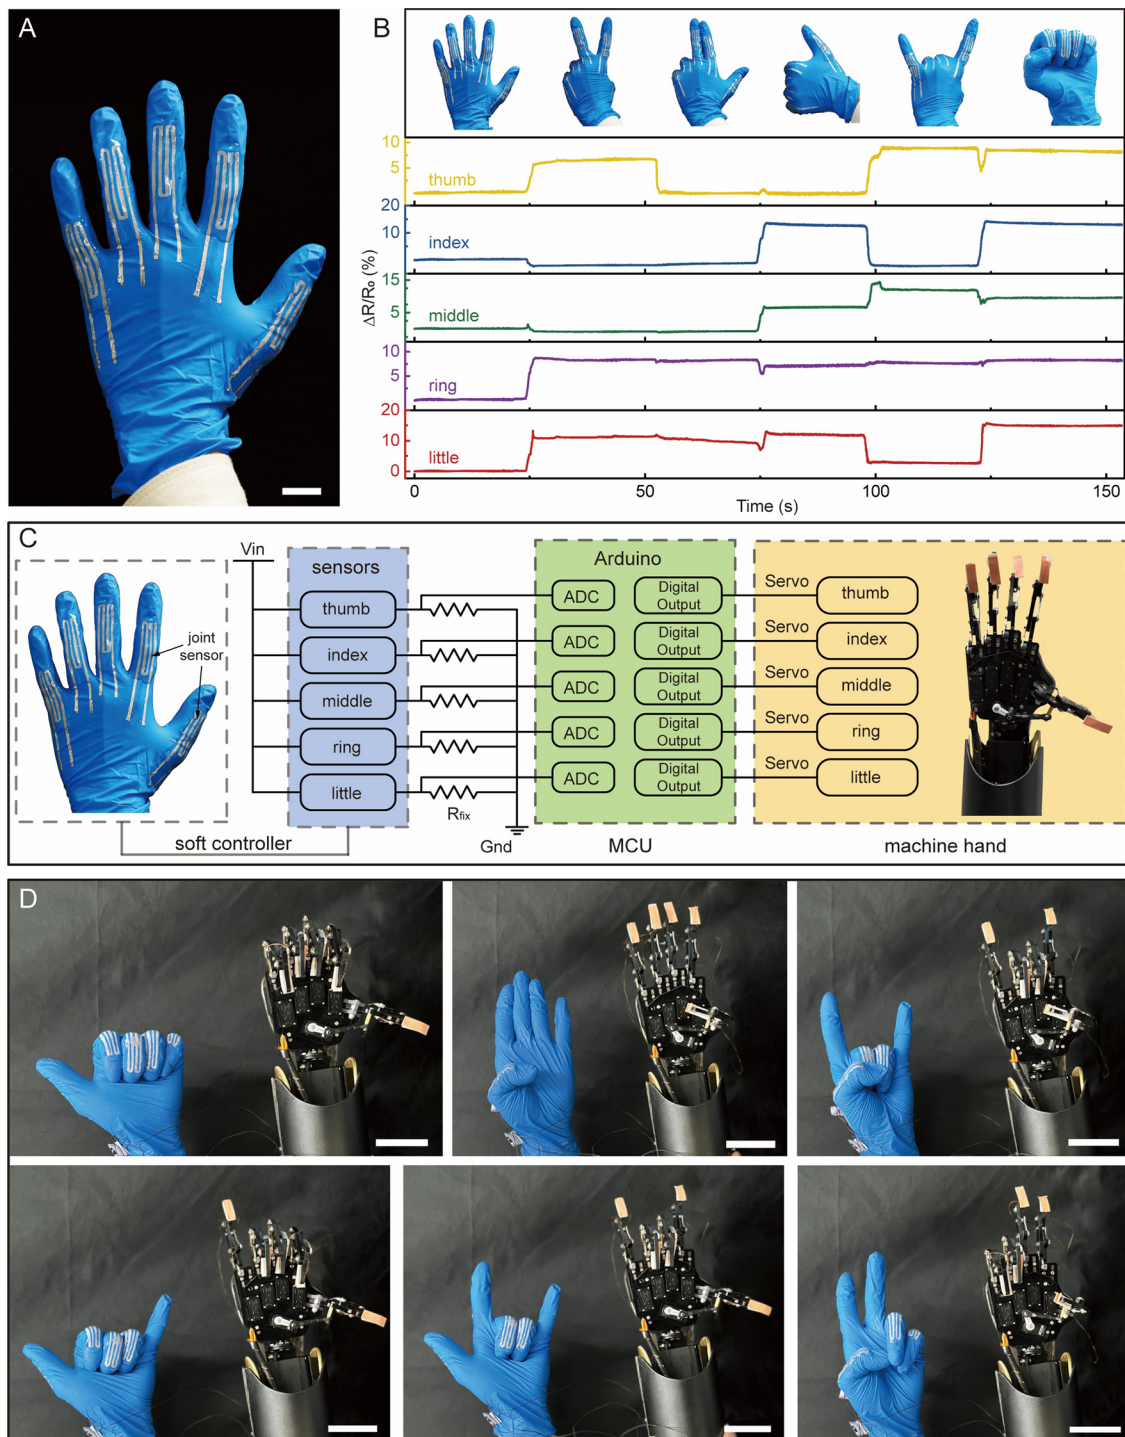 A
B
thumb
index
middle
ring
little
ΔR/R₀ (%)
10
5
20
10
15
5
10
5
20
10
0
0
50
100
150
Time (s)
C
joint
sensor
soft controller
Vin
sensors
thumb
index
middle
ring
little
Rfix
Gnd
Arduino
ADC
Digital
Output
ADC
Digital
Output
ADC
Digital
Output
ADC
Digital
Output
ADC
Digital
Output
MCU
Servo
thumb
Servo
index
Servo
middle
Servo
ring
Servo
little
machine hand
D